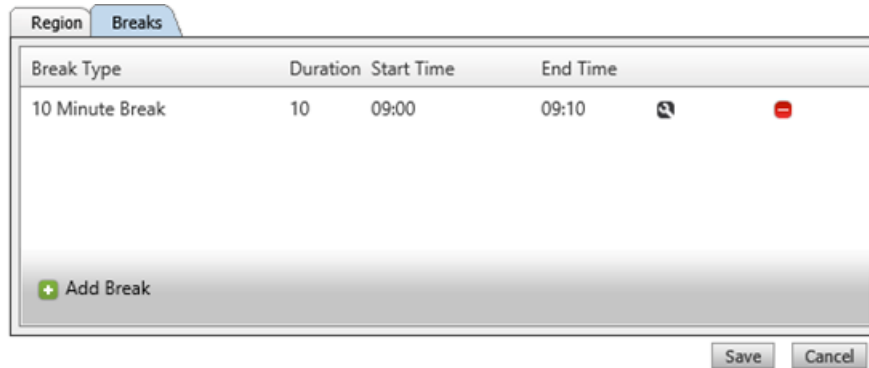 Region Breaks
Break Type Duration Start Time End Time
10 Minute Break 10 09:00 09:10
Add Break
Save Cancel